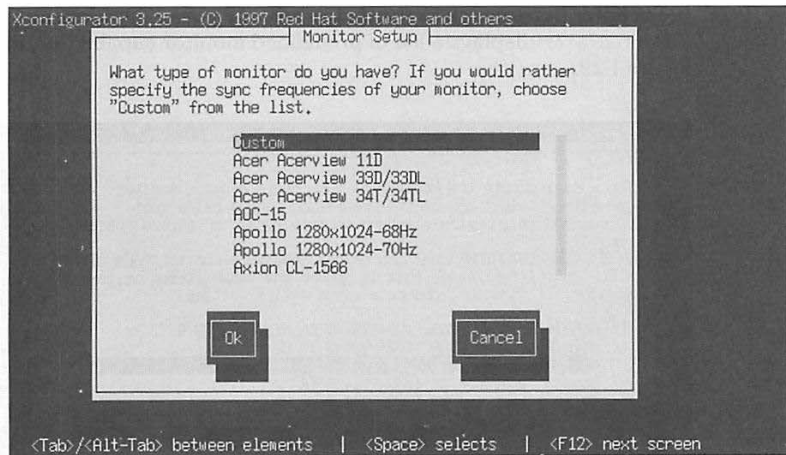 Xconfigurator 3.25 - (C) 1997 Red Hat Software and others
Monitor Setup
What type of monitor do you have? If you would rather
specify the sync frequencies of your monitor, choose
"Custom" from the list.
Custom
Acer Acerview 11D
Acer Acerview 33D/33DL
Acer Acerview 34T/34TL
AOC-15
Apollo 1280x1024-68Hz
Apollo 1280x1024-70Hz
Axion CL-1566
Ok
Cancel
<Tab>/<Alt-Tab> between elements | <Space> selects | <F12> next screen